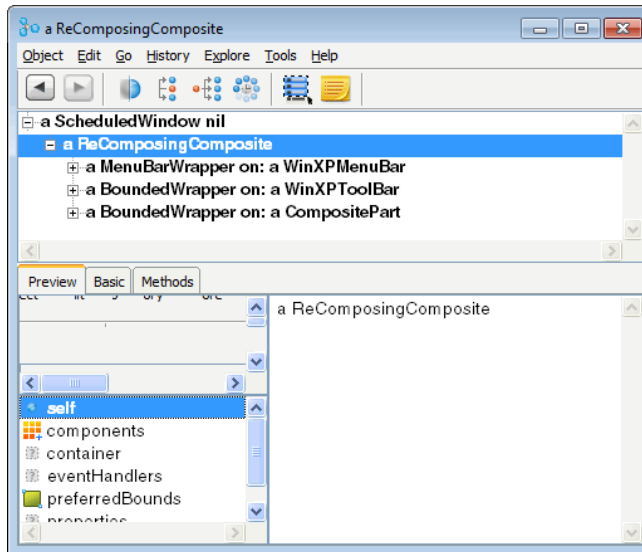 a ReComposingComposite
Object Edit Go History Explore Tools Help
a ScheduledWindow nil
a ReComposingComposite
a MenuBarWrapper on: a WinXPMenuBar
a BoundedWrapper on: a WinXPToolBar
a BoundedWrapper on: a CompositePart
Preview Basic Methods
a ReComposingComposite
self
components
container
eventHandlers
preferredBounds
properties